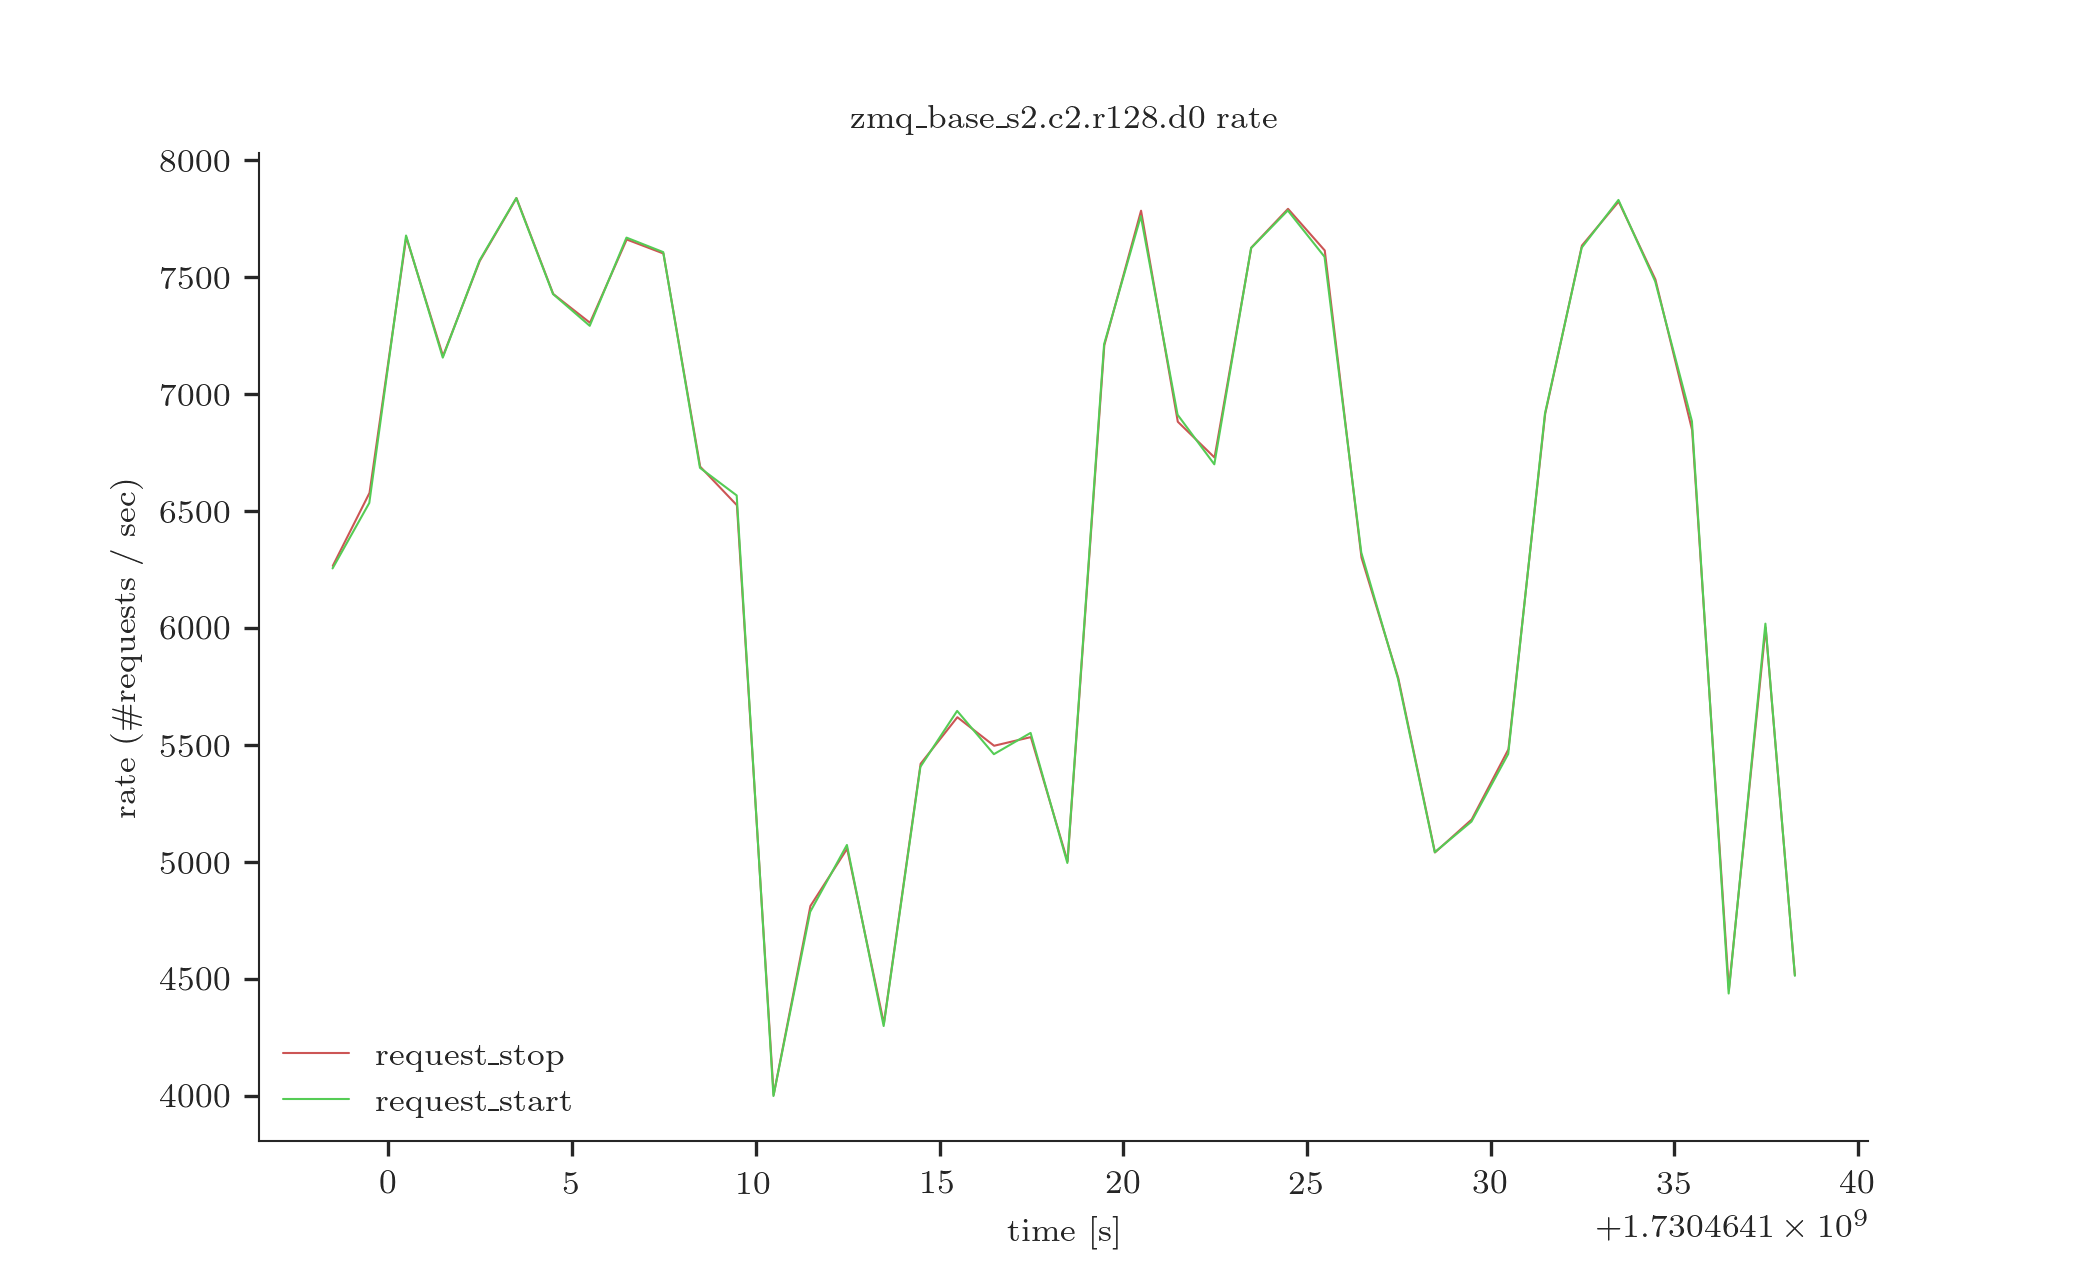 zmq_base_s2.c2.r128.d0 rate
8000
7500
7000
6500
6000
5500
5000
4500
4000
rate (#requests / sec)
request_stop
request_start
0 5 10 15 20 25 30 35 40
time [s]
+1.7304641 × 10⁹